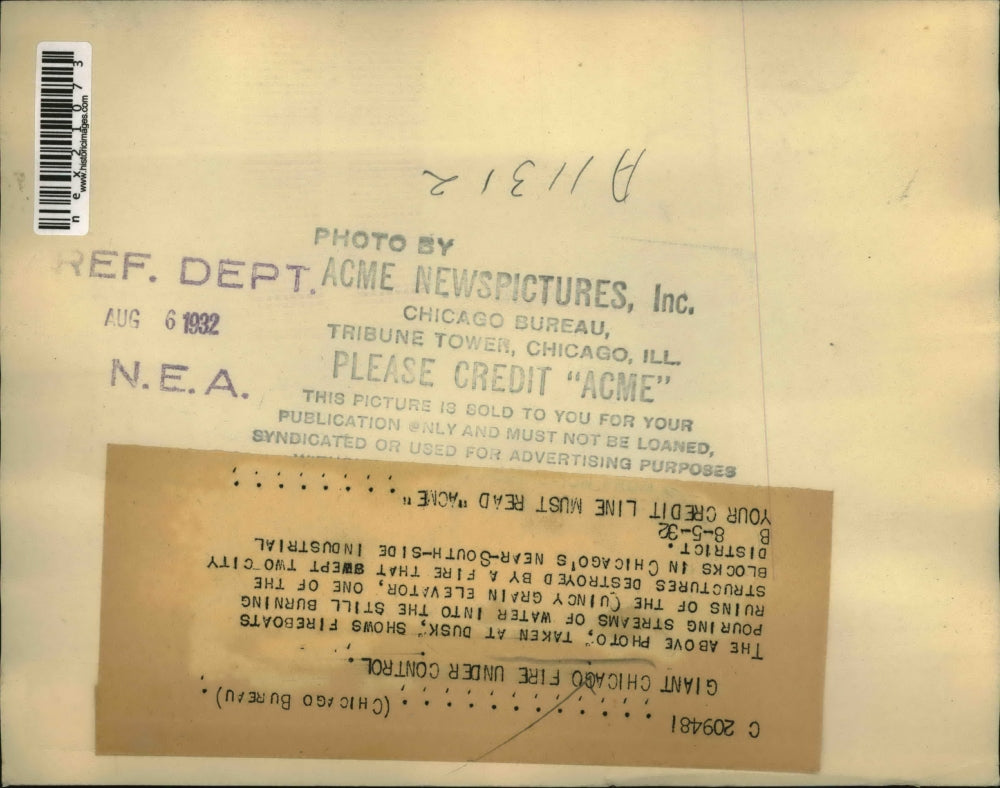 nex21073
www.historicimages.com
A11312
PHOTO BY
ACME NEWSPICTURES, Inc.
CHICAGO BUREAU,
TRIBUNE TOWER, CHICAGO, ILL.
PLEASE CREDIT "ACME"
THIS PICTURE IS SOLD TO YOU FOR YOUR
PUBLICATION ONLY AND MUST NOT BE LOANED,
SYNDICATED OR USED FOR ADVERTISING PURPOSES
REF. DEPT.
AUG 6 1932
N.E.A.
C 209481 . . . . . . . . . . . . (CHICAGO BUREAU).
GIANT CHICAGO FIRE UNDER CONTROL.
THE ABOVE PHOTO, TAKEN AT DUSK, SHOWS FIREBOATS
POURING STREAMS OF WATER INTO THE STILL BURNING
RUINS OF THE QUINCY GRAIN ELEVATOR, ONE OF THE
STRUCTURES DESTROYED BY A FIRE THAT SWEPT TWO CITY
BLOCKS IN CHICAGO'S NEAR-SOUTH-SIDE INDUSTRIAL
DISTRICT.
B 8-5-32
YOUR CREDIT LINE MUST READ "ACME"